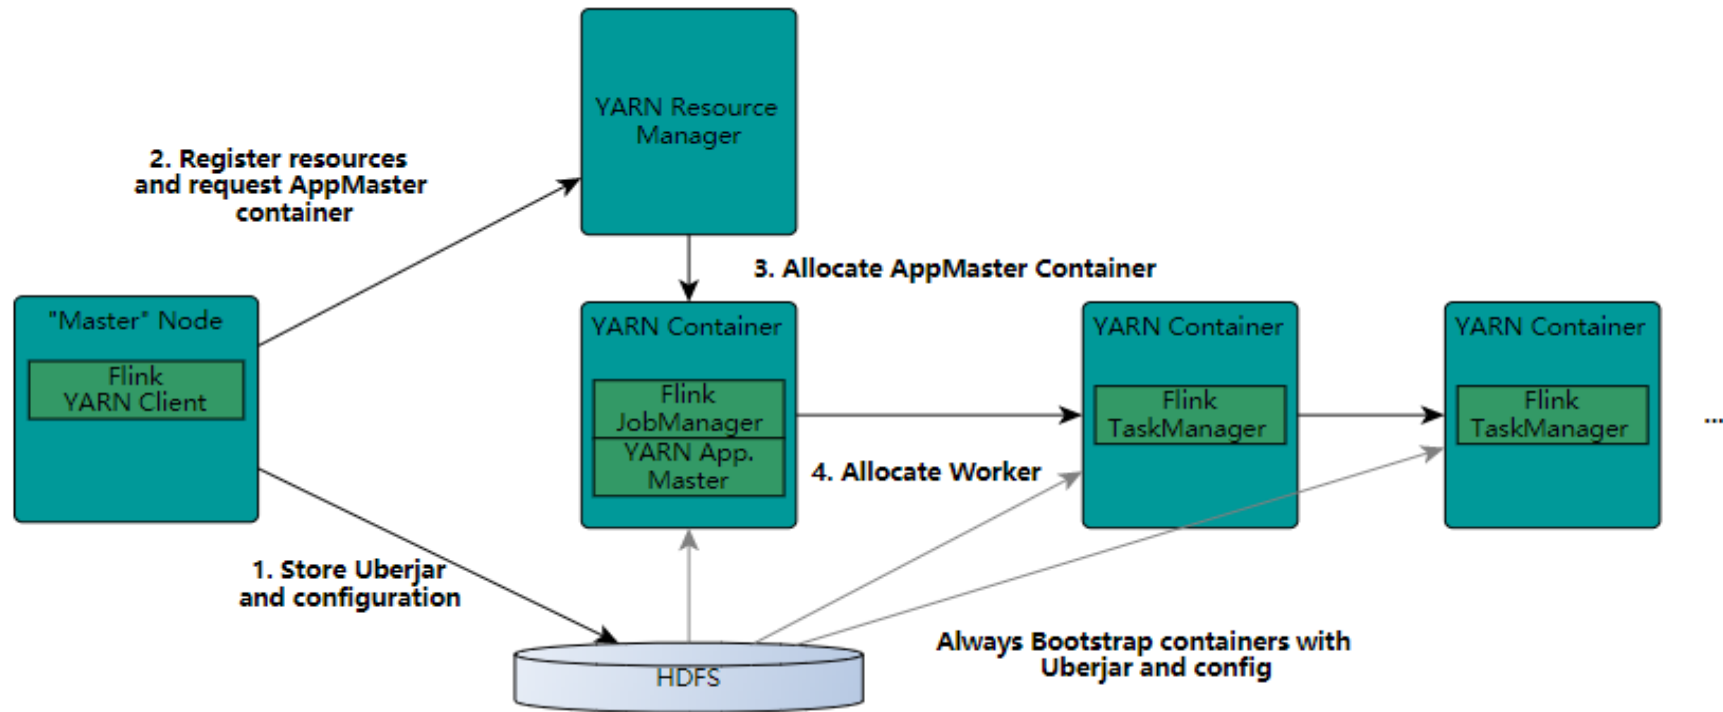 YARN Resource
Manager
2. Register resources
and request AppMaster
container
3. Allocate AppMaster Container
"Master" Node
Flink
YARN Client
YARN Container
Flink
JobManager
YARN App.
Master
YARN Container
Flink
TaskManager
YARN Container
Flink
TaskManager
...
4. Allocate Worker
1. Store Uberjar
and configuration
Always Bootstrap containers with
Uberjar and config
HDFS